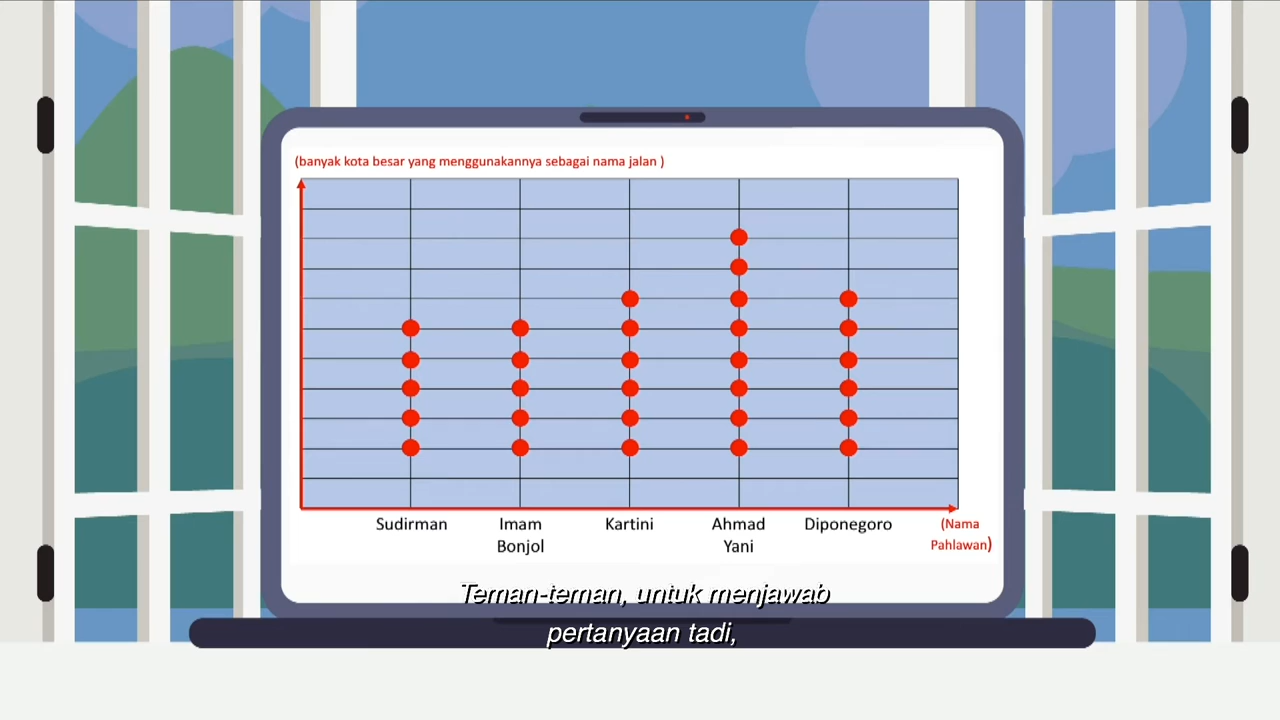 (banyak kota besar yang menggunakannya sebagai nama jalan )
Sudirman
Imam
Bonjol
Kartini
Ahmad
Yani
Diponegoro
(Nama
Pahlawan)
Teman-teman, untuk menjawab
pertanyaan tadi,